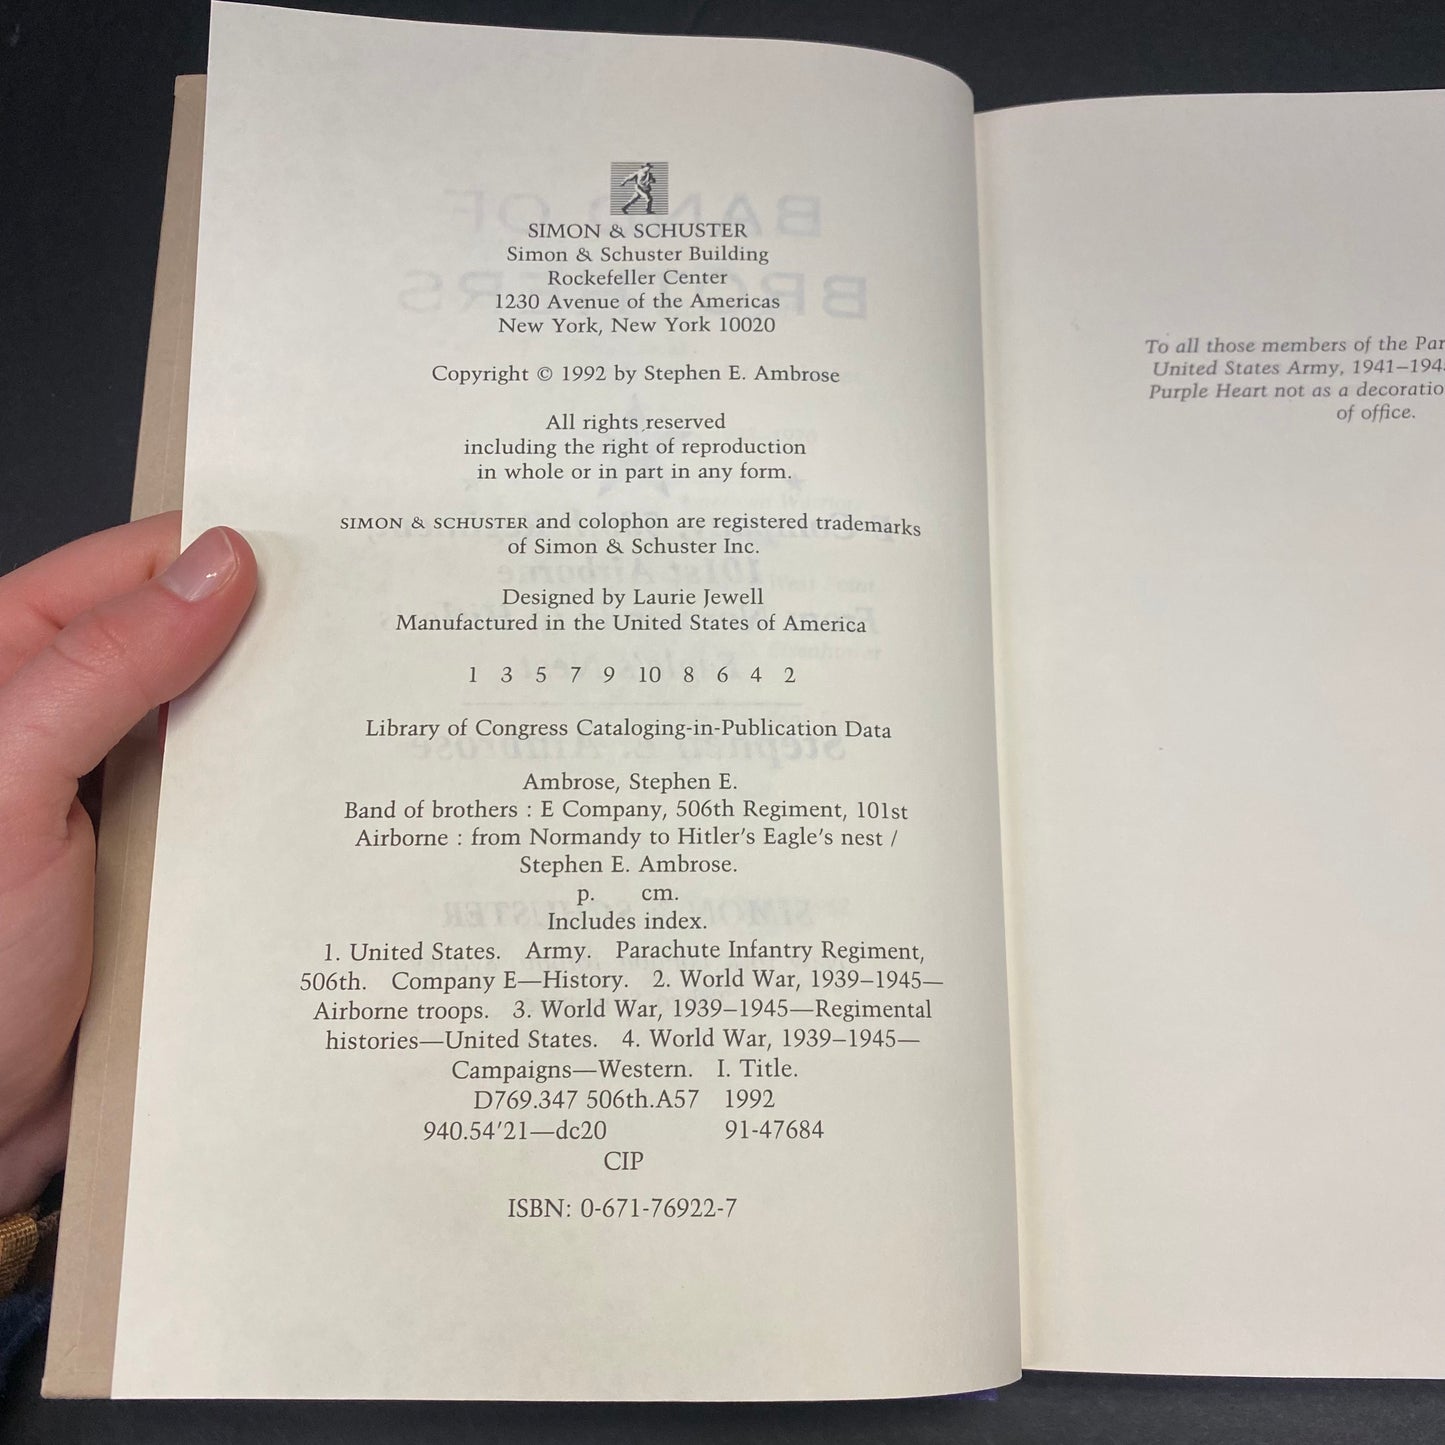 SIMON & SCHUSTER
Simon & Schuster Building
Rockefeller Center
1230 Avenue of the Americas
New York, New York 10020
Copyright © 1992 by Stephen E. Ambrose
All rights reserved
including the right of reproduction
in whole or in part in any form.
SIMON & SCHUSTER and colophon are registered trademarks
of Simon & Schuster Inc.
Designed by Laurie Jewell
Manufactured in the United States of America
1 3 5 7 9 10 8 6 4 2
Library of Congress Cataloging-in-Publication Data
Ambrose, Stephen E.
Band of brothers : E Company, 506th Regiment, 101st
Airborne : from Normandy to Hitler's Eagle's nest /
Stephen E. Ambrose.
p. cm.
Includes index.
1. United States. Army. Parachute Infantry Regiment,
506th. Company E—History. 2. World War, 1939–1945—
Airborne troops. 3. World War, 1939–1945—Regimental
histories—United States. 4. World War, 1939–1945—
Campaigns—Western. I. Title.
D769.347 506th.A57 1992
940.54'21—dc20 91-47684
CIP
ISBN: 0-671-76922-7
To all those members of the Par
United States Army, 1941–194
Purple Heart not as a decoratio
of office.